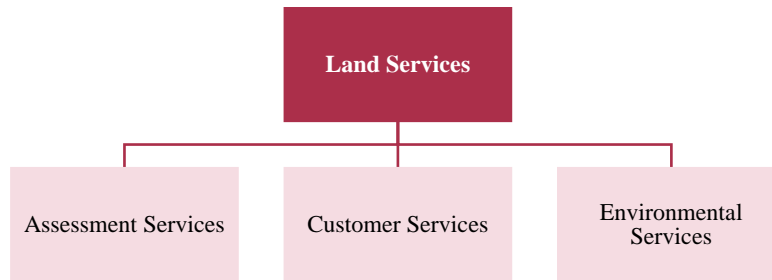 Land Services
Assessment Services
Customer Services
Environmental
Services